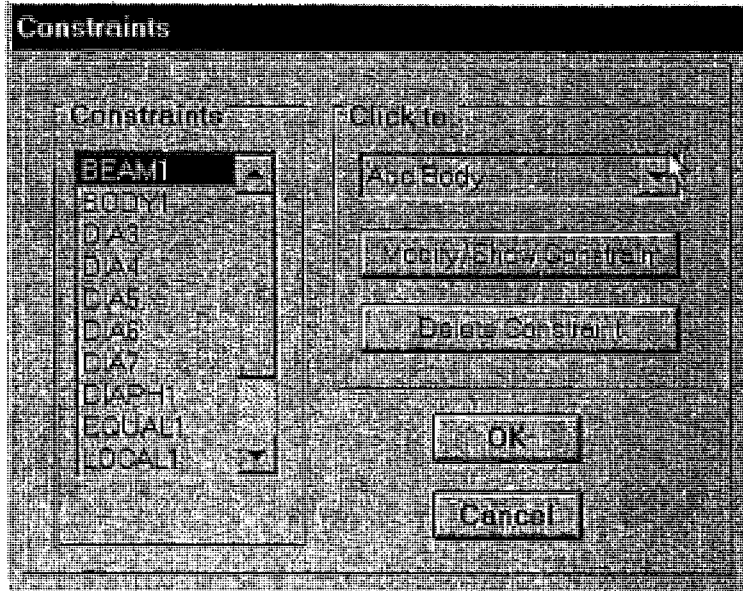 Constraints
Constraints
BEAM1
BODY1
DIA3
DIA4
DIA5
DIA6
DIA7
DIAPH1
EQUAL1
LOCAL1
Click to:
Add Body
Modify/Show Constraint
Delete Constraint
OK
Cancel